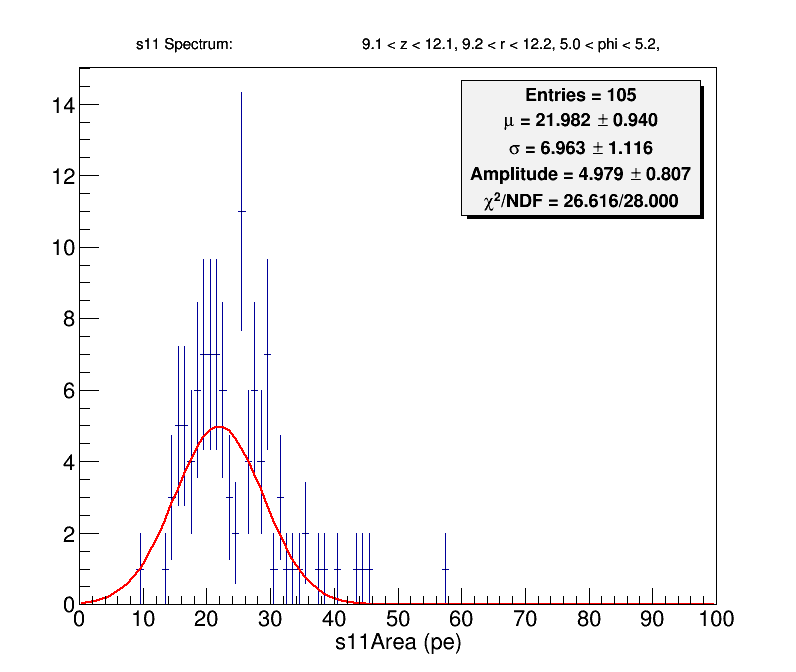 s11 Spectrum: 9.1 < z < 12.1, 9.2 < r < 12.2, 5.0 < phi < 5.2,
Entries = 105
μ = 21.982 ± 0.940
σ = 6.963 ± 1.116
Amplitude = 4.979 ± 0.807
χ²/NDF = 26.616/28.000
14
12
10
8
6
4
2
0
0 10 20 30 40 50 60 70 80 90 100
s11Area (pe)